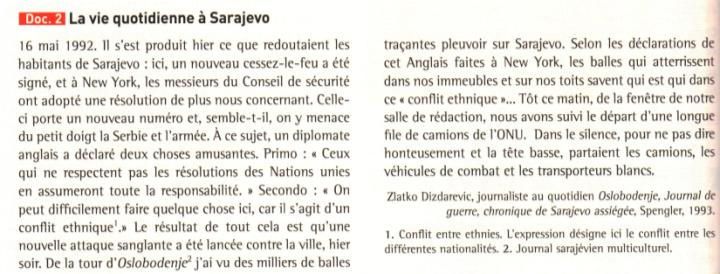 Doc. 2 La vie quotidienne à Sarajevo
16 mai 1992. Il s'est produit hier ce que redoutaient les
habitants de Sarajevo : ici, un nouveau cessez-le-feu a été
signé, et à New York, les messieurs du Conseil de sécurité
ont adopté une résolution de plus nous concernant. Celle-
ci porte un nouveau numéro et, semble-t-il, on y menace
du petit doigt la Serbie et l'armée. À ce sujet, un diplomate
anglais a déclaré deux choses amusantes. Primo : « Ceux
qui ne respectent pas les résolutions des Nations unies
en assumeront toute la responsabilité. » Secondo : « On
peut difficilement faire quelque chose ici, car il s'agit d'un
conflit ethnique¹.» Le résultat de tout cela est qu'une
nouvelle attaque sanglante a été lancée contre la ville, hier
soir. De la tour d'Oslobodenje² j'ai vu des milliers de balles
traçantes pleuvoir sur Sarajevo. Selon les déclarations de
cet Anglais faites à New York, les balles qui atterrissent
dans nos immeubles et sur nos toits savent qui est qui dans
ce « conflit ethnique »... Tôt ce matin, de la fenêtre de notre
salle de rédaction, nous avons suivi le départ d'une longue
file de camions de l'ONU. Dans le silence, pour ne pas dire
honteusement et la tête basse, partaient les camions, les
véhicules de combat et les transporteurs blancs.
Zlatko Dizdarevic, journaliste au quotidien Oslobodenje, Journal de
guerre, chronique de Sarajevo assiégée, Spengler, 1993.
1. Conflit entre ethnies. L'expression désigne ici le conflit entre les
différentes nationalités. 2. Journal sarajévien multiculturel.